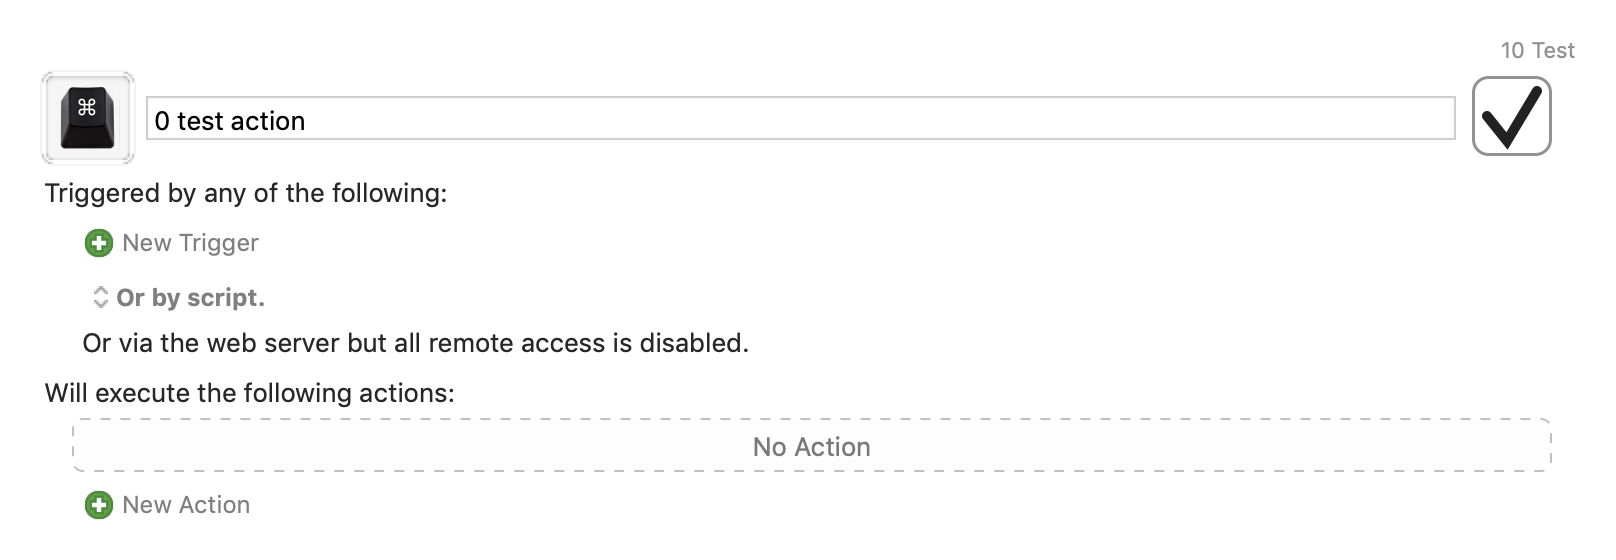 10 Test
⌘
0 test action
Triggered by any of the following:
New Trigger
Or by script.
Or via the web server but all remote access is disabled.
Will execute the following actions:
No Action
New Action